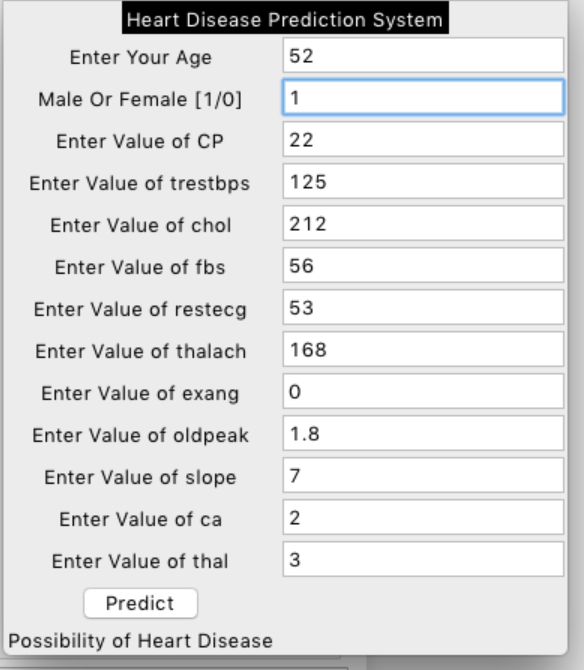 Heart Disease Prediction System
Enter Your Age 52
Male Or Female [1/0] 1
Enter Value of CP 22
Enter Value of trestbps 125
Enter Value of chol 212
Enter Value of fbs 56
Enter Value of restecg 53
Enter Value of thalach 168
Enter Value of exang 0
Enter Value of oldpeak 1.8
Enter Value of slope 7
Enter Value of ca 2
Enter Value of thal 3
Predict
Possibility of Heart Disease